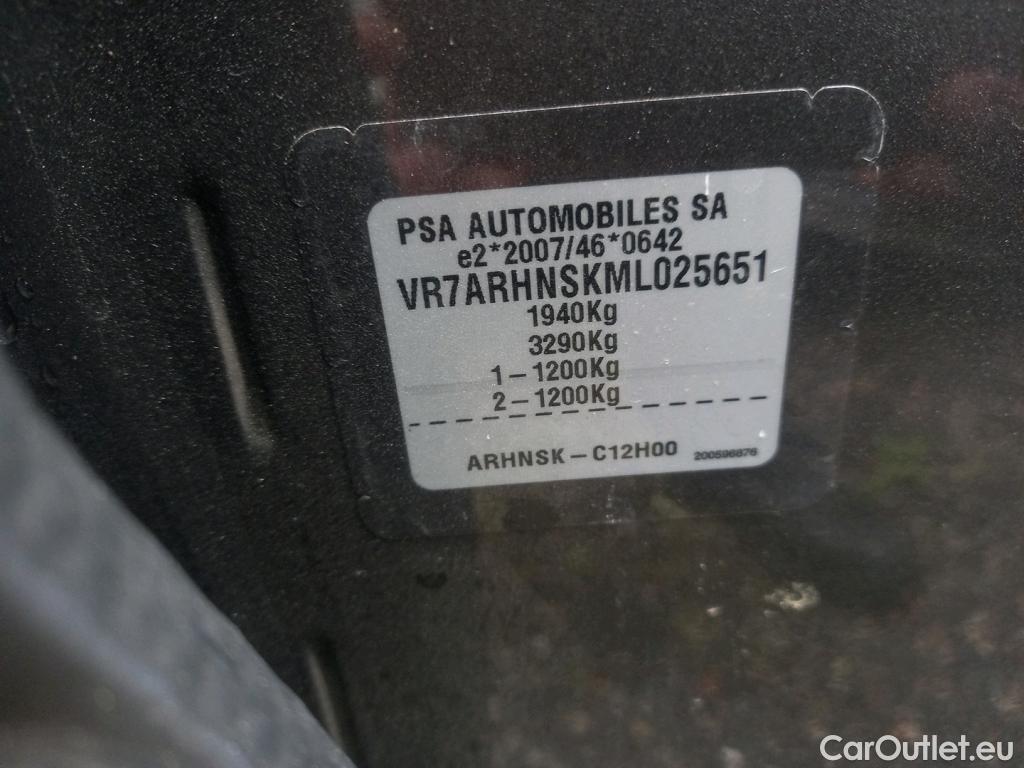 PSA AUTOMOBILES SA
e2*2007/46*0642
VR7ARHNSKML025651
1940Kg
3290Kg
1-1200Kg
2-1200Kg
ARHNSK-C12H00 200596876
CarOutlet.eu